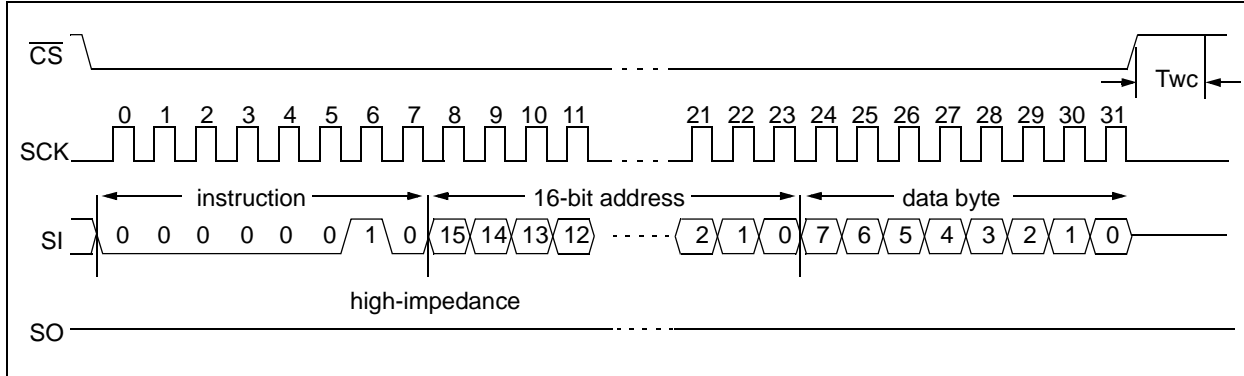 CS
Twc
0 1 2 3 4 5 6 7 8 9 10 11 21 22 23 24 25 26 27 28 29 30 31
SCK
instruction 16-bit address data byte
SI 0 0 0 0 0 0 1 0 15 14 13 12 2 1 0 7 6 5 4 3 2 1 0
high-impedance
SO